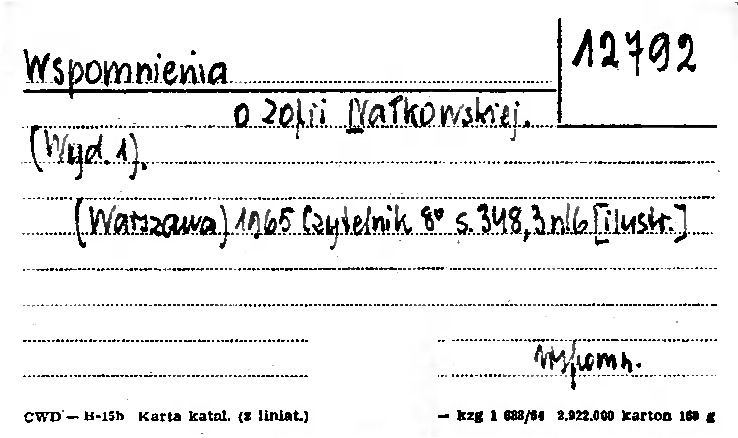 Wspomnienia
12792
o Zofii Nałkowskiej.
(Wyd. 1).
(Warszawa) 1965 Czytelnik 8° s. 348, 3 nlb [ilustr.]
wspomn.
CWD — H-15b Karta katal. (z liniat.)
— kzg 1 688/64 2.922.000 karton 160 g